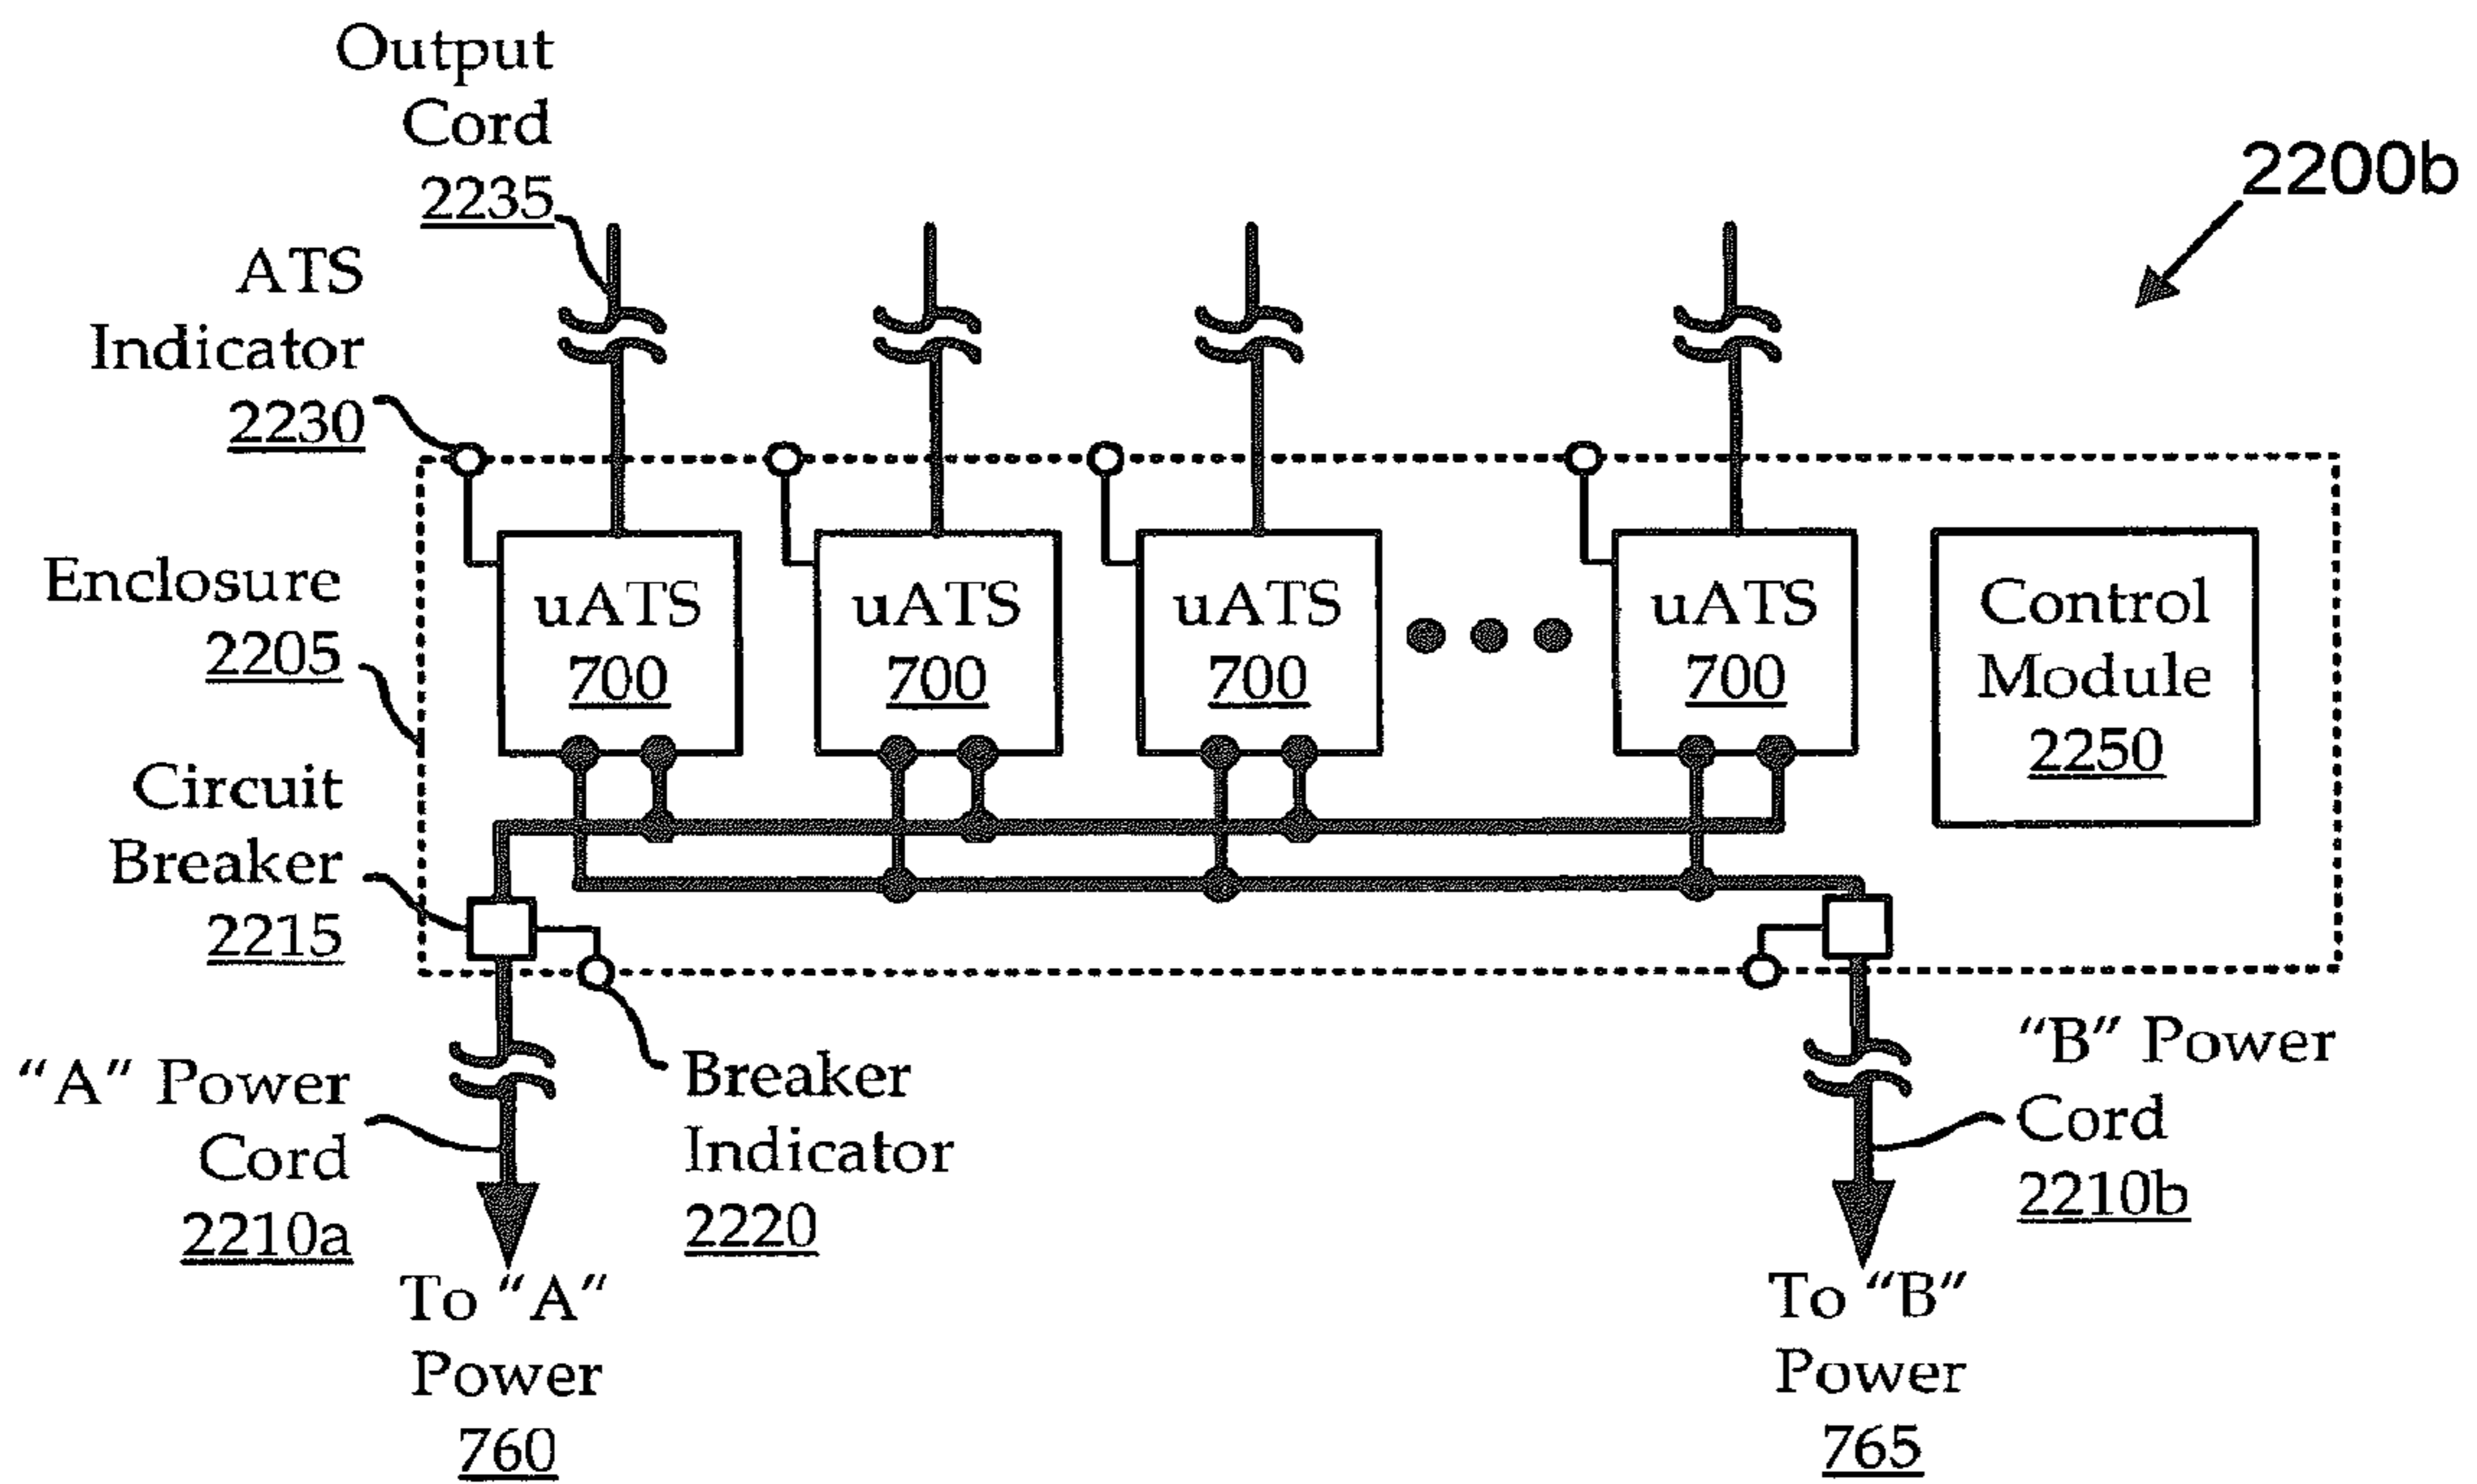 Output
Cord
2235
2200b
ATS
Indicator
2230
Enclosure
2205
uATS
700
uATS
700
uATS
700
uATS
700
Control
Module
2250
Circuit
Breaker
2215
"A" Power
Cord
2210a
Breaker
Indicator
2220
"B" Power
Cord
2210b
To "A"
Power
760
To "B"
Power
765